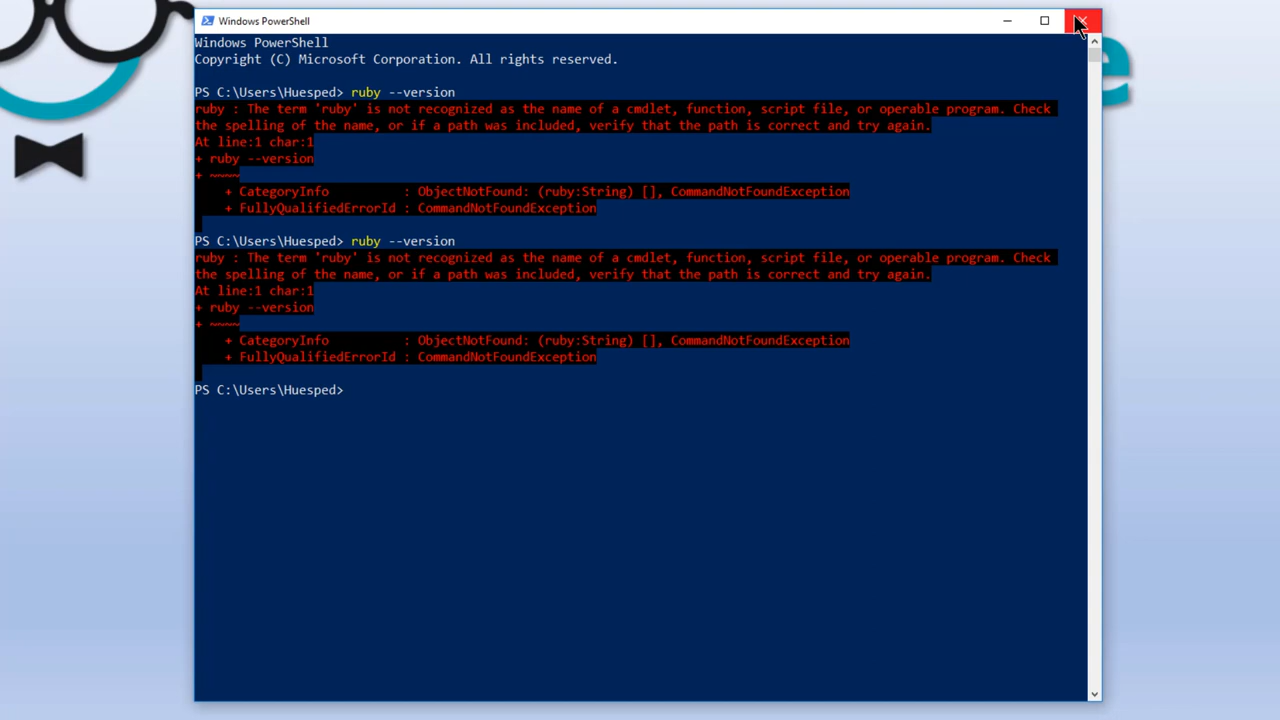 Windows PowerShell
Windows PowerShell
Copyright (C) Microsoft Corporation. All rights reserved.
PS C:\Users\Huesped> ruby --version
ruby : The term 'ruby' is not recognized as the name of a cmdlet, function, script file, or operable program. Check
the spelling of the name, or if a path was included, verify that the path is correct and try again.
At line:1 char:1
+ ruby --version
+ ~~~~
+ CategoryInfo : ObjectNotFound: (ruby:String) [], CommandNotFoundException
+ FullyQualifiedErrorId : CommandNotFoundException
PS C:\Users\Huesped> ruby --version
ruby : The term 'ruby' is not recognized as the name of a cmdlet, function, script file, or operable program. Check
the spelling of the name, or if a path was included, verify that the path is correct and try again.
At line:1 char:1
+ ruby --version
+ ~~~~
+ CategoryInfo : ObjectNotFound: (ruby:String) [], CommandNotFoundException
+ FullyQualifiedErrorId : CommandNotFoundException
PS C:\Users\Huesped>